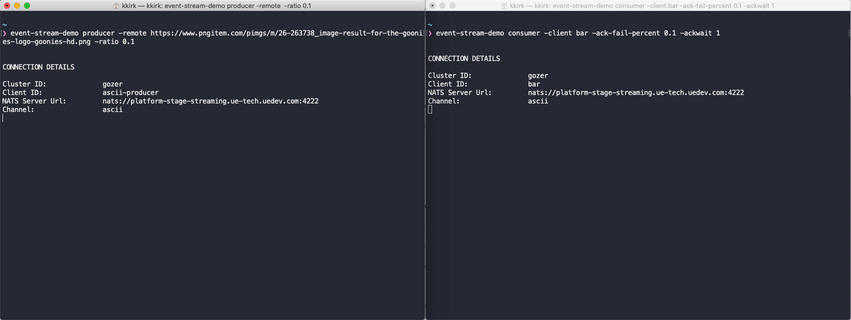 kkirk — kkirk: event-stream-demo producer -remote -ratio 0.1
~
❯ event-stream-demo producer -remote https://www.pngitem.com/pimgs/m/26-263738_image-result-for-the-gooni
es-logo-goonies-hd.png -ratio 0.1
CONNECTION DETAILS
Cluster ID: gozer
Client ID: ascii-producer
NATS Server Url: nats://platform-stage-streaming.ue-tech.uedev.com:4222
Channel: ascii
kkirk — kkirk: event-stream-demo consumer -client bar -ack-fail-percent 0.1 -ackwait 1
~
❯ event-stream-demo consumer -client bar -ack-fail-percent 0.1 -ackwait 1
CONNECTION DETAILS
Cluster ID: gozer
Client ID: bar
NATS Server Url: nats://platform-stage-streaming.ue-tech.uedev.com:4222
Channel: ascii